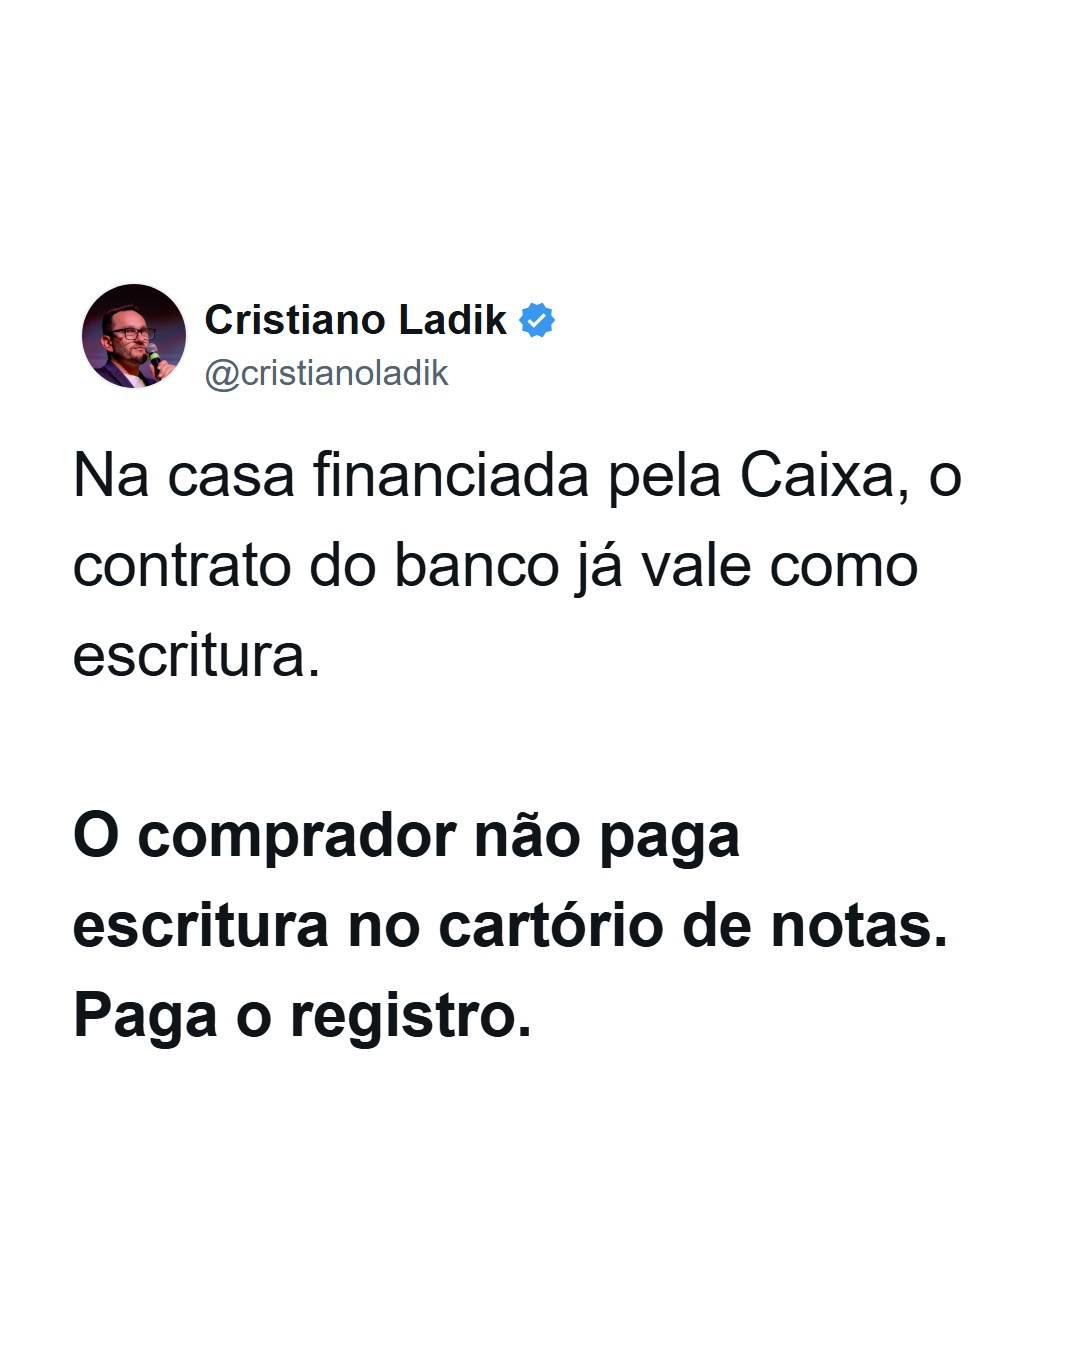 Cristiano Ladik
@cristianoladik
Na casa financiada pela Caixa, o
contrato do banco já vale como
escritura.
O comprador não paga
escritura no cartório de notas.
Paga o registro.